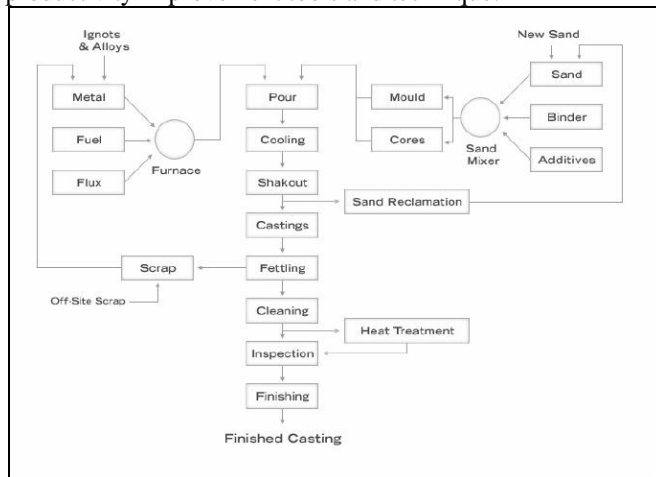 Ignots
& Alloys
New Sand
Metal
Pour
Mould
Sand
Fuel
Furnace
Cooling
Cores
Sand
Mixer
Binder
Flux
Shakout
Additives
Sand Reclamation
Castings
Scrap
Fettling
Off-Site Scrap
Cleaning
Heat Treatment
Inspection
Finishing
Finished Casting